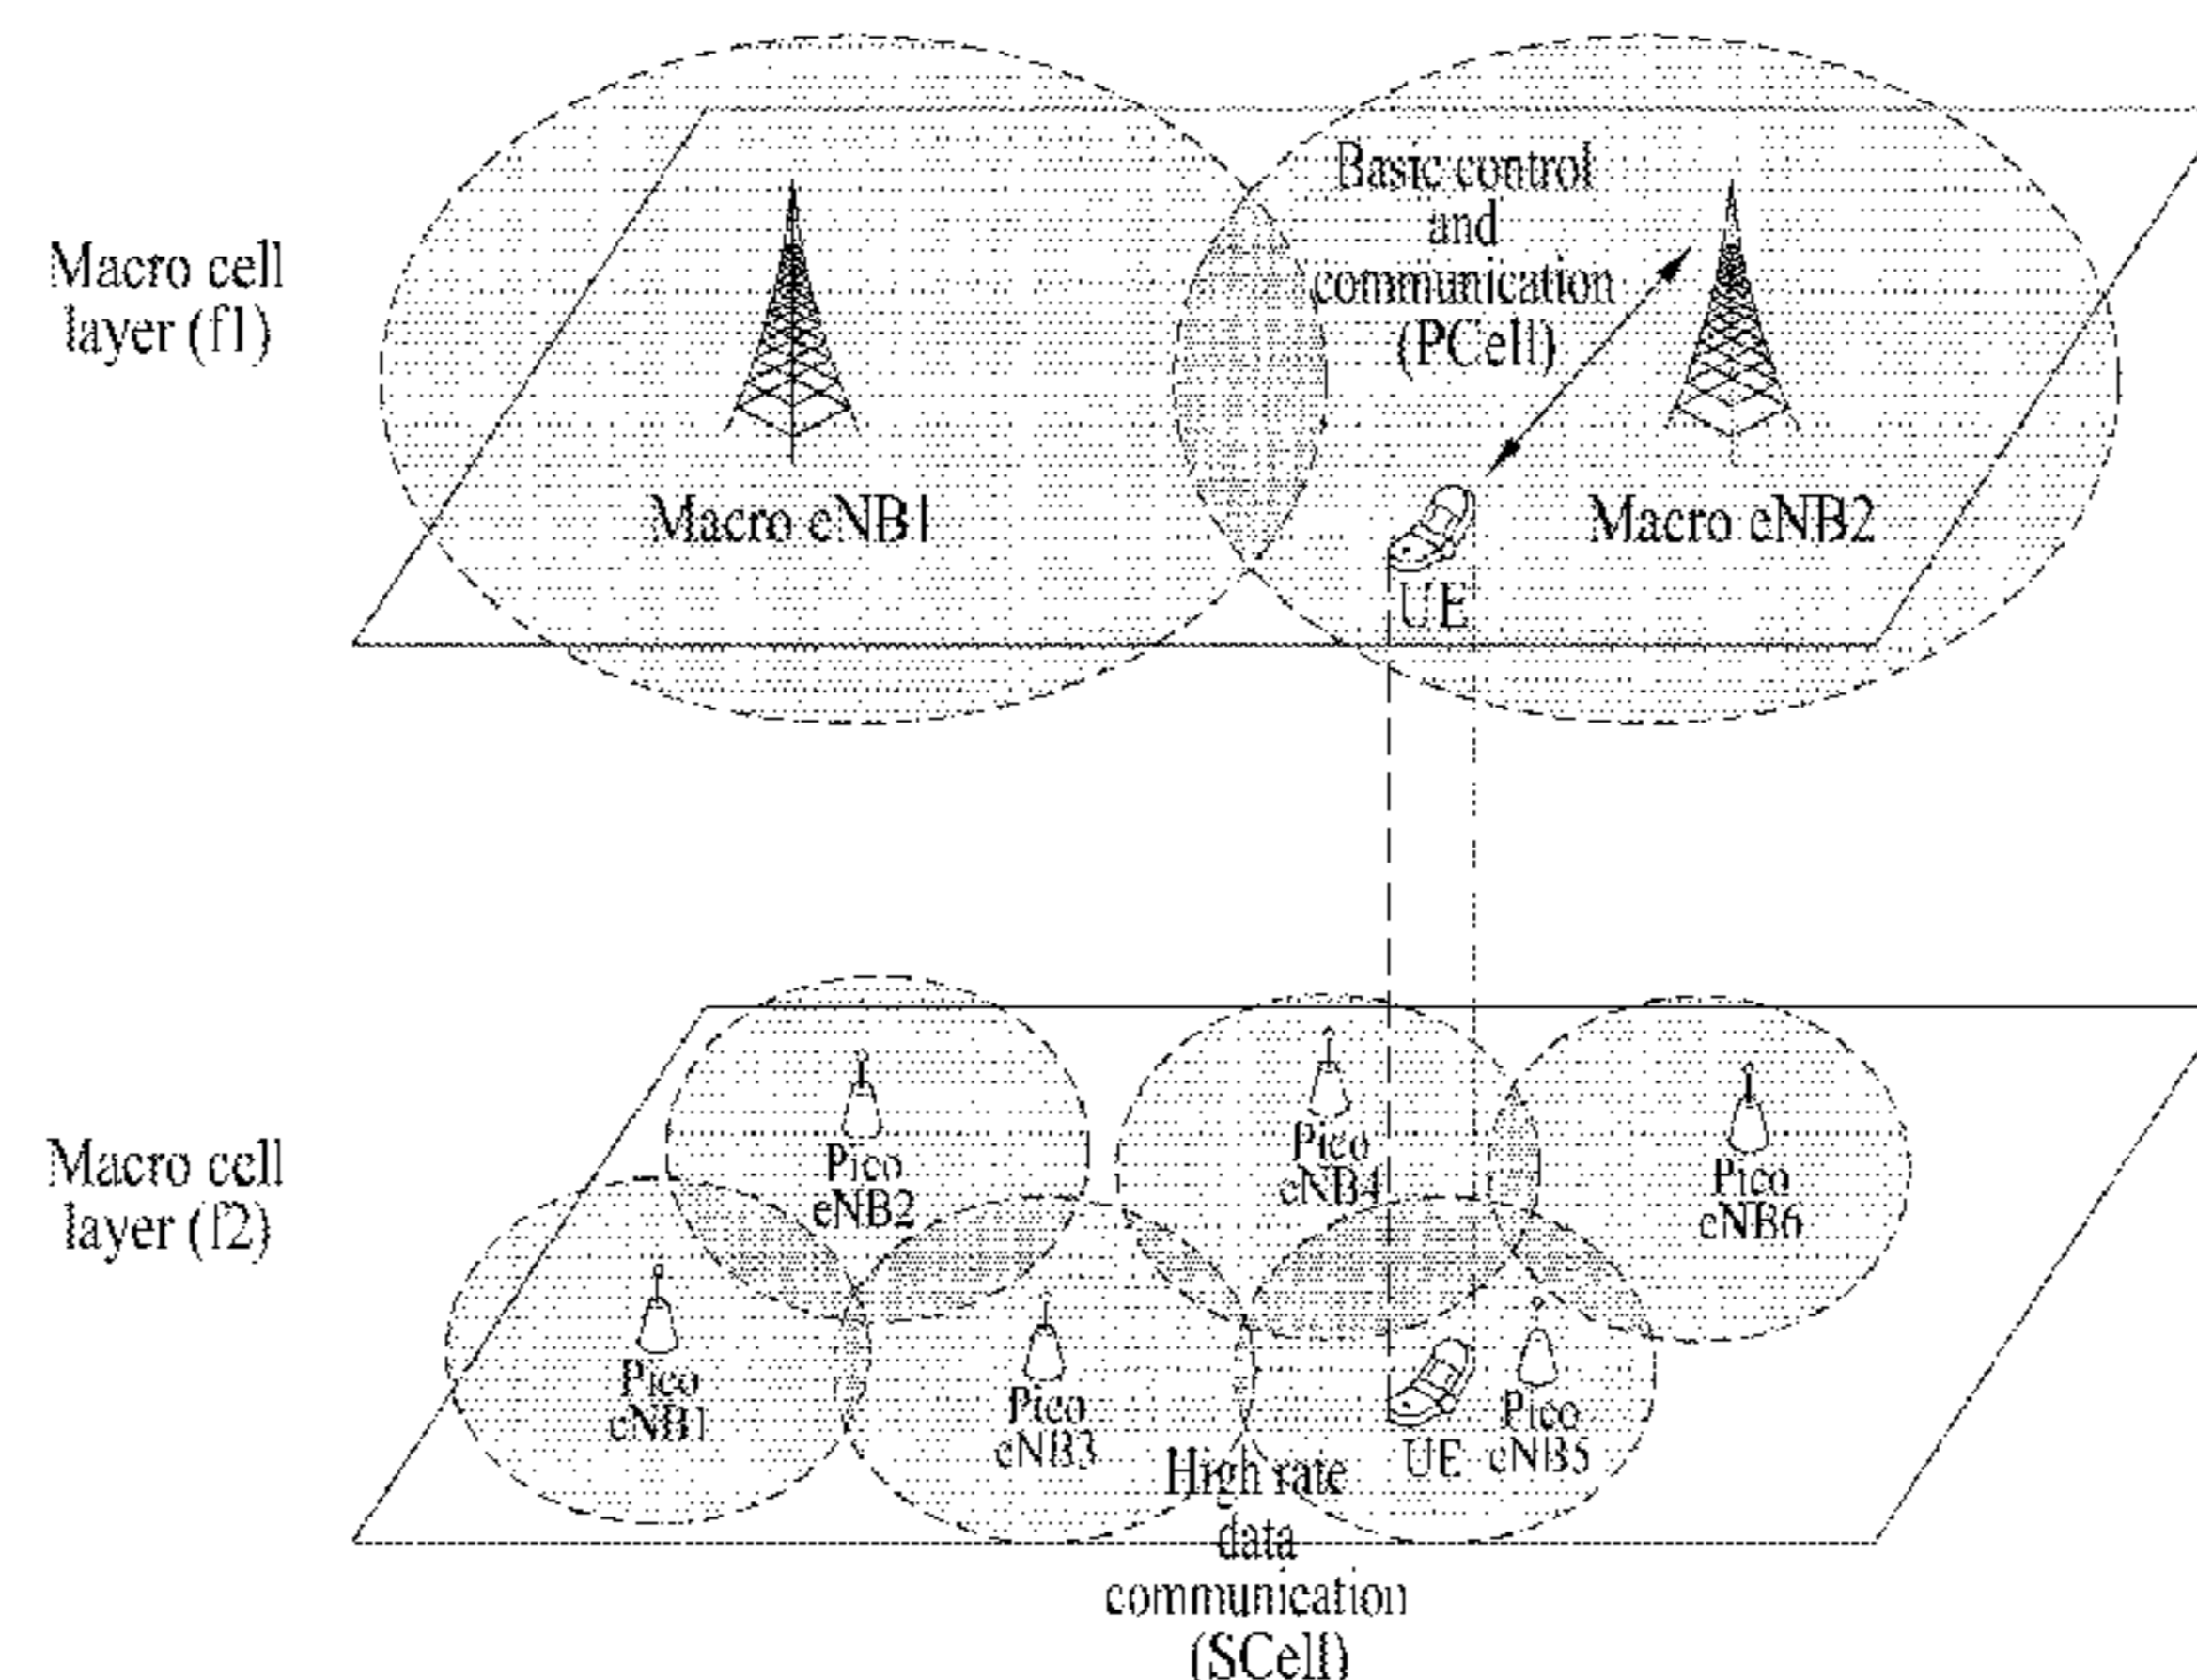 Macro cell
layer (f1)
Basic control
and
communication
(PCell)
Macro eNB1
Macro eNB2
UE
Macro cell
layer (f2)
Pico
eNB2
Pico
eNB4
Pico
eNB6
Pico
eNB1
Pico
eNB3
UE
Pico
eNB5
High rate
data
communication
(SCell)